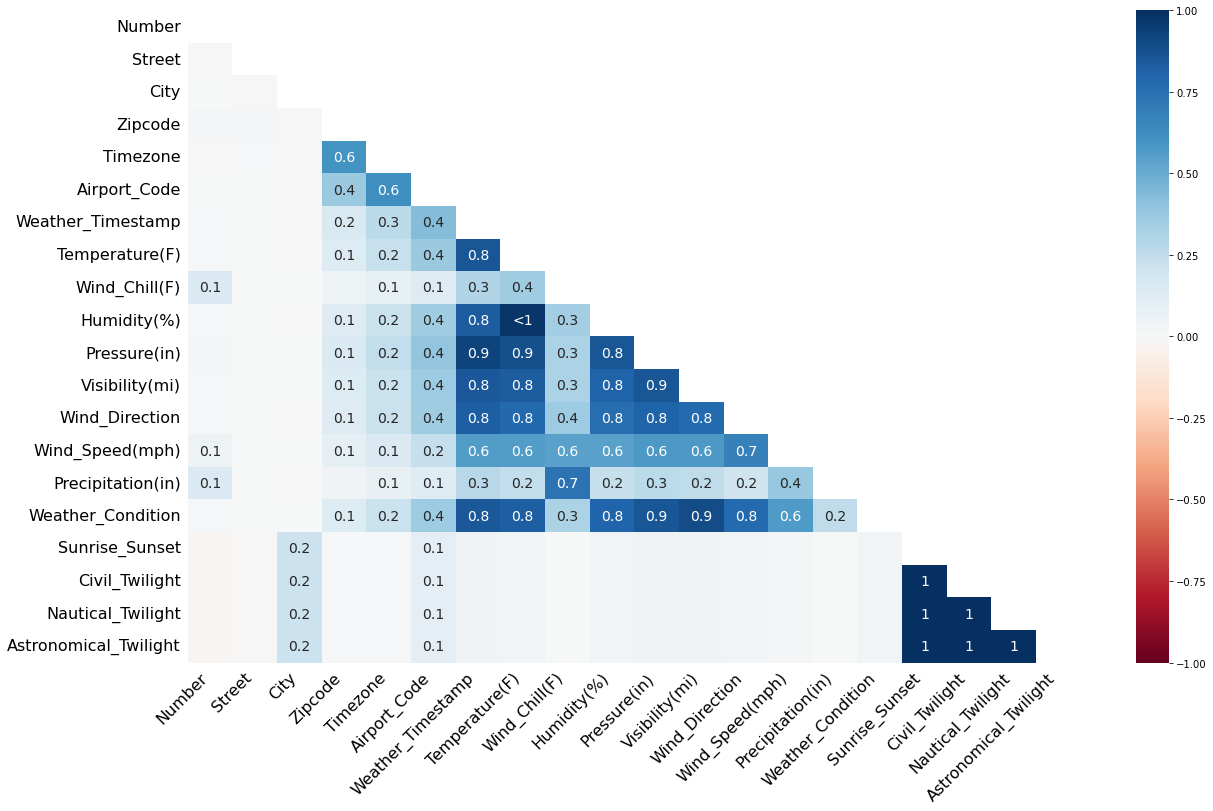 Number
Street
City
Zipcode
Timezone 0.6
Airport_Code 0.4 0.6
Weather_Timestamp 0.2 0.3 0.4
Temperature(F) 0.1 0.2 0.4 0.8
Wind_Chill(F) 0.1 0.1 0.1 0.3 0.4
Humidity(%) 0.1 0.2 0.4 0.8 <1 0.3
Pressure(in) 0.1 0.2 0.4 0.9 0.9 0.3 0.8
Visibility(mi) 0.1 0.2 0.4 0.8 0.8 0.3 0.8 0.9
Wind_Direction 0.1 0.2 0.4 0.8 0.8 0.4 0.8 0.8 0.8
Wind_Speed(mph) 0.1 0.1 0.1 0.2 0.6 0.6 0.6 0.6 0.6 0.6 0.7
Precipitation(in) 0.1 0.1 0.1 0.3 0.2 0.7 0.2 0.3 0.2 0.2 0.4
Weather_Condition 0.1 0.2 0.4 0.8 0.8 0.3 0.8 0.9 0.9 0.8 0.6 0.2
Sunrise_Sunset 0.2 0.1
Civil_Twilight 0.2 0.1 1
Nautical_Twilight 0.2 0.1 1 1
Astronomical_Twilight 0.2 0.1 1 1 1
Number
Street
City
Zipcode
Timezone
Airport_Code
Weather_Timestamp
Temperature(F)
Wind_Chill(F)
Humidity(%)
Pressure(in)
Visibility(mi)
Wind_Direction
Wind_Speed(mph)
Precipitation(in)
Weather_Condition
Sunrise_Sunset
Civil_Twilight
Nautical_Twilight
Astronomical_Twilight
1.00
0.75
0.50
0.25
0.00
−0.25
−0.50
−0.75
−1.00